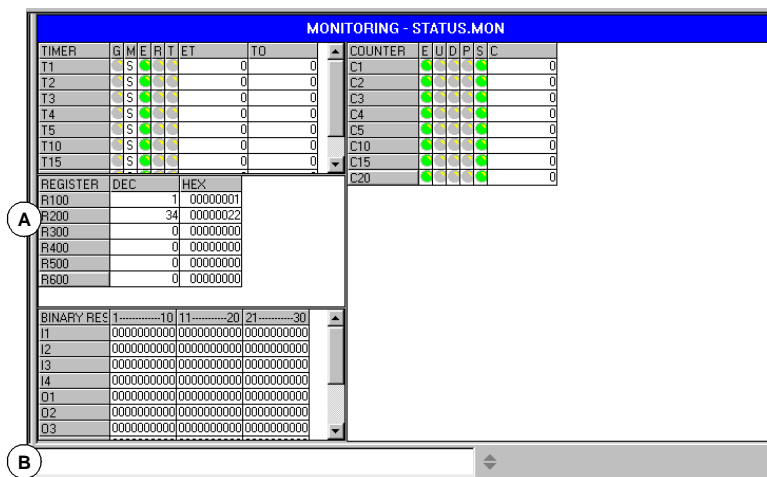 MONITORING - STATUS.MON
TIMER G M E R T ET TO
T1 S 0 0
T2 S 0 0
T3 S 0 0
T4 S 0 0
T5 S 0 0
T10 S 0 0
T15 S 0 0
COUNTER E U D P S C
C1 0
C2 0
C3 0
C4 0
C5 0
C10 0
C15 0
C20 0
REGISTER DEC HEX
R100 1 00000001
A
R200 34 00000022
R300 0 00000000
R400 0 00000000
R500 0 00000000
R600 0 00000000
BINARY RES 1------------10 11---------20 21----------30
I1 0000000000 0000000000 0000000000
I2 0000000000 0000000000 0000000000
I3 0000000000 0000000000 0000000000
I4 0000000000 0000000000 0000000000
O1 0000000000 0000000000 0000000000
O2 0000000000 0000000000 0000000000
O3 0000000000 0000000000 0000000000
B